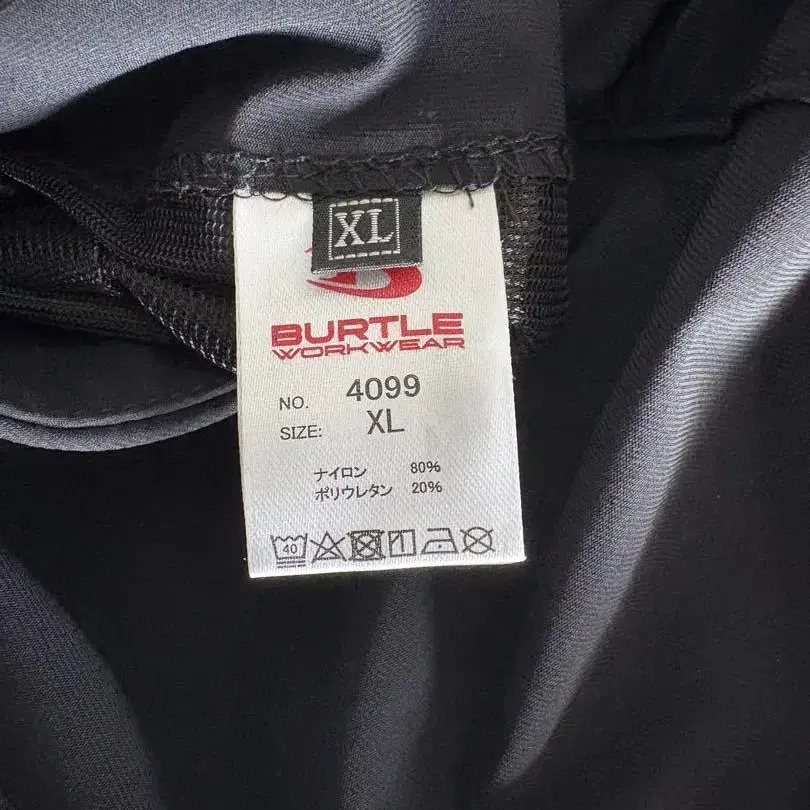 XL
BURTLE
WORKWEAR
NO. 4099
SIZE: XL
ナイロン 80%
ポリウレタン 20%
40